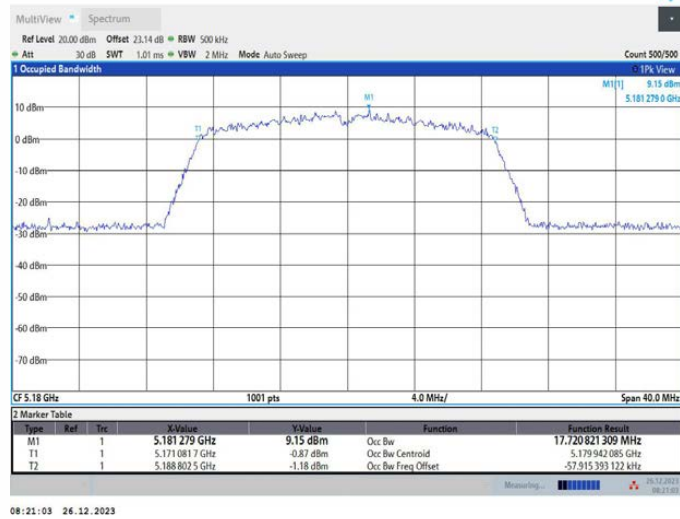 MultiView Spectrum
Ref Level 20.00 dBm Offset 23.14 dB RBW 500 kHz
Att 30 dB SWT 1.01 ms VBW 2 MHz Mode Auto Sweep Count 500/500
1 Occupied Bandwidth 1Pk View
M1[1] 9.15 dBm
5.181 279 0 GHz
M1
10 dBm
T1 T2
0 dBm
-10 dBm
-20 dBm
-30 dBm
-40 dBm
-50 dBm
-60 dBm
-70 dBm
CF 5.18 GHz 1001 pts 4.0 MHz/ Span 40.0 MHz
2 Marker Table
Type Ref Trc X-Value Y-Value Function Function Result
M1 1 5.181 279 GHz 9.15 dBm Occ Bw 17.720 821 309 MHz
T1 1 5.171 081 7 GHz -0.87 dBm Occ Bw Centroid 5.179 942 085 GHz
T2 1 5.188 802 5 GHz -1.18 dBm Occ Bw Freq Offset -57.915 393 122 kHz
Measuring... 26.12.2023
08:21:03
08:21:03 26.12.2023